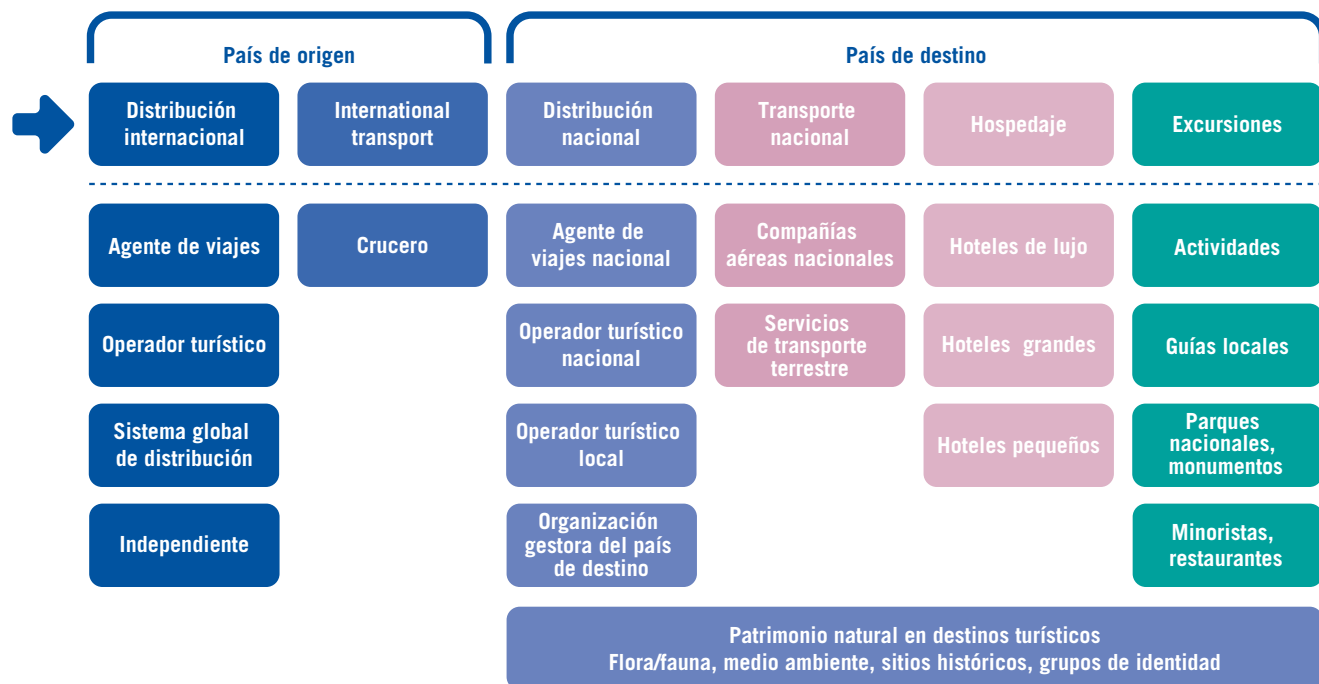 País de origen
País de destino
Distribución
internacional
International
transport
Distribución
nacional
Transporte
nacional
Hospedaje
Excursiones
Agente de viajes
Crucero
Agente de
viajes nacional
Compañías
aéreas nacionales
Hoteles de lujo
Actividades
Operador turístico
Operador turístico
nacional
Servicios
de transporte
terrestre
Hoteles grandes
Guías locales
Sistema global
de distribución
Operador turístico
local
Hoteles pequeños
Parques
nacionales,
monumentos
Independiente
Organización
gestora del país
de destino
Minoristas,
restaurantes
Patrimonio natural en destinos turísticos
Flora/fauna, medio ambiente, sitios históricos, grupos de identidad